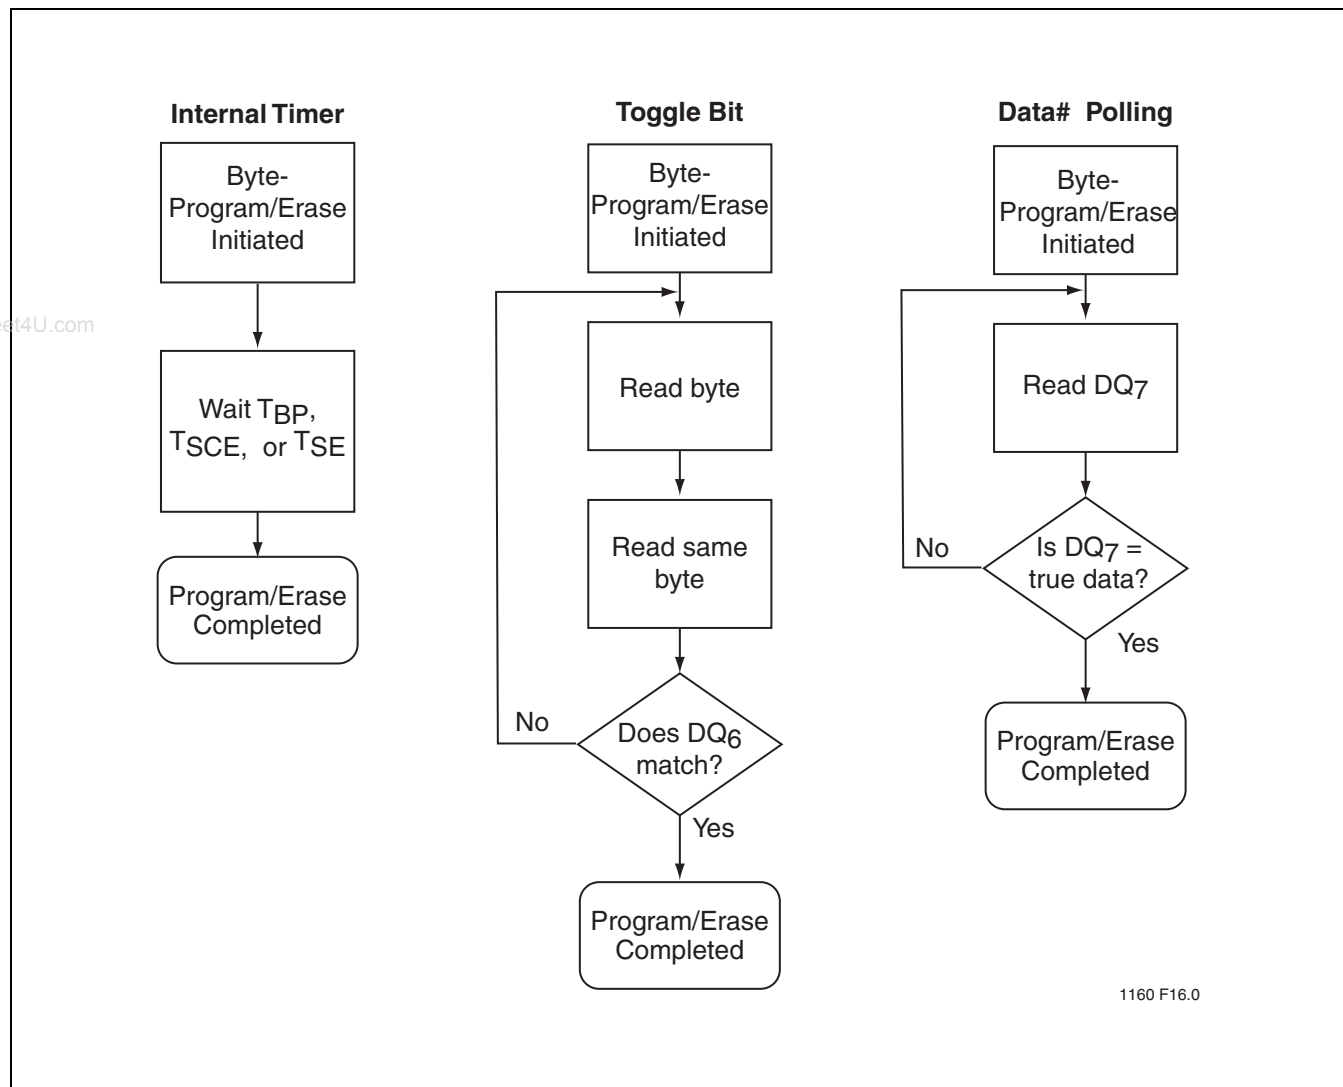 Internal Timer
Byte-
Program/Erase
Initiated
Wait TBP,
TSCE, or TSE
Program/Erase
Completed
Toggle Bit
Byte-
Program/Erase
Initiated
Read byte
Read same
byte
Does DQ6
match?
No
Yes
Program/Erase
Completed
Data# Polling
Byte-
Program/Erase
Initiated
Read DQ7
Is DQ7 =
true data?
No
Yes
Program/Erase
Completed
1160 F16.0
et4U.com